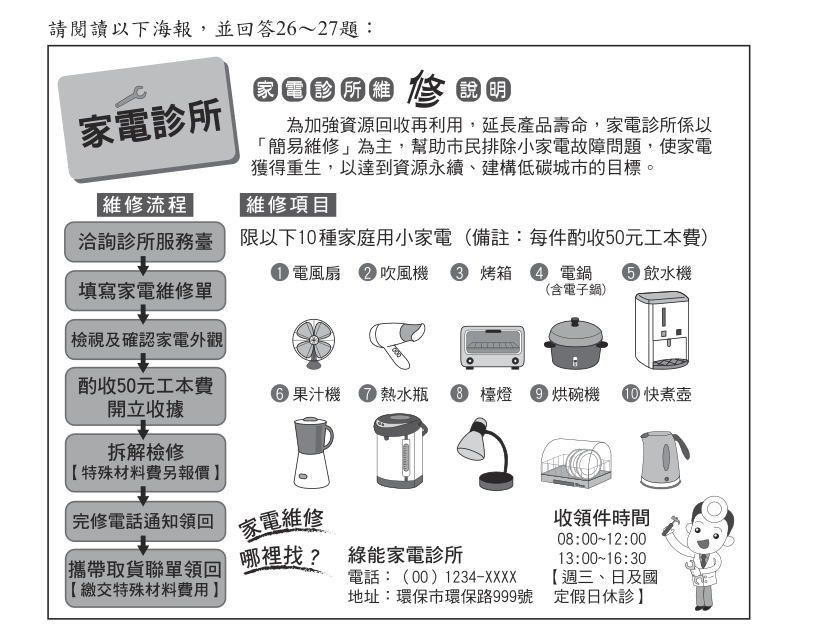 請閱讀以下海報，並回答26～27題：
家電診所
家電診所維修說明
為加強資源回收再利用，延長產品壽命，家電診所係以
「簡易維修」為主，幫助市民排除小家電故障問題，使家電
獲得重生，以達到資源永續、建構低碳城市的目標。
維修流程
洽詢診所服務臺
填寫家電維修單
檢視及確認家電外觀
酌收50元工本費
開立收據
拆解檢修
【特殊材料費另報價】
完修電話通知領回
攜帶取貨聯單領回
【繳交特殊材料費用】
維修項目
限以下10種家庭用小家電（備註：每件酌收50元工本費）
1 電風扇 2 吹風機 3 烤箱 4 電鍋 5 飲水機
（含電子鍋）
6 果汁機 7 熱水瓶 8 檯燈 9 烘碗機 10 快煮壺
家電維修
哪裡找？
綠能家電診所
電話：（00）1234-XXXX
地址：環保市環保路999號
收領件時間
08:00~12:00
13:00~16:30
【週三、日及國
定假日休診】